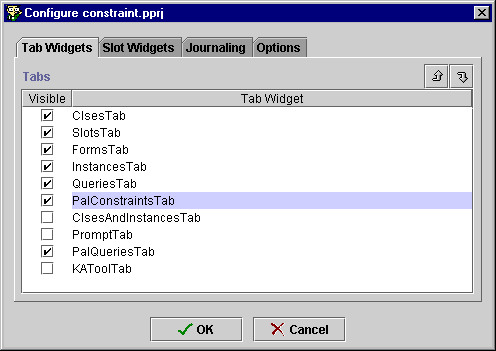 Configure constraint.pprj
Tab Widgets Slot Widgets Journaling Options
Tabs
Visible Tab Widget
ClsesTab
SlotsTab
FormsTab
InstancesTab
QueriesTab
PalConstraintsTab
ClsesAndInstancesTab
PromptTab
PalQueriesTab
KAToolTab
OK Cancel